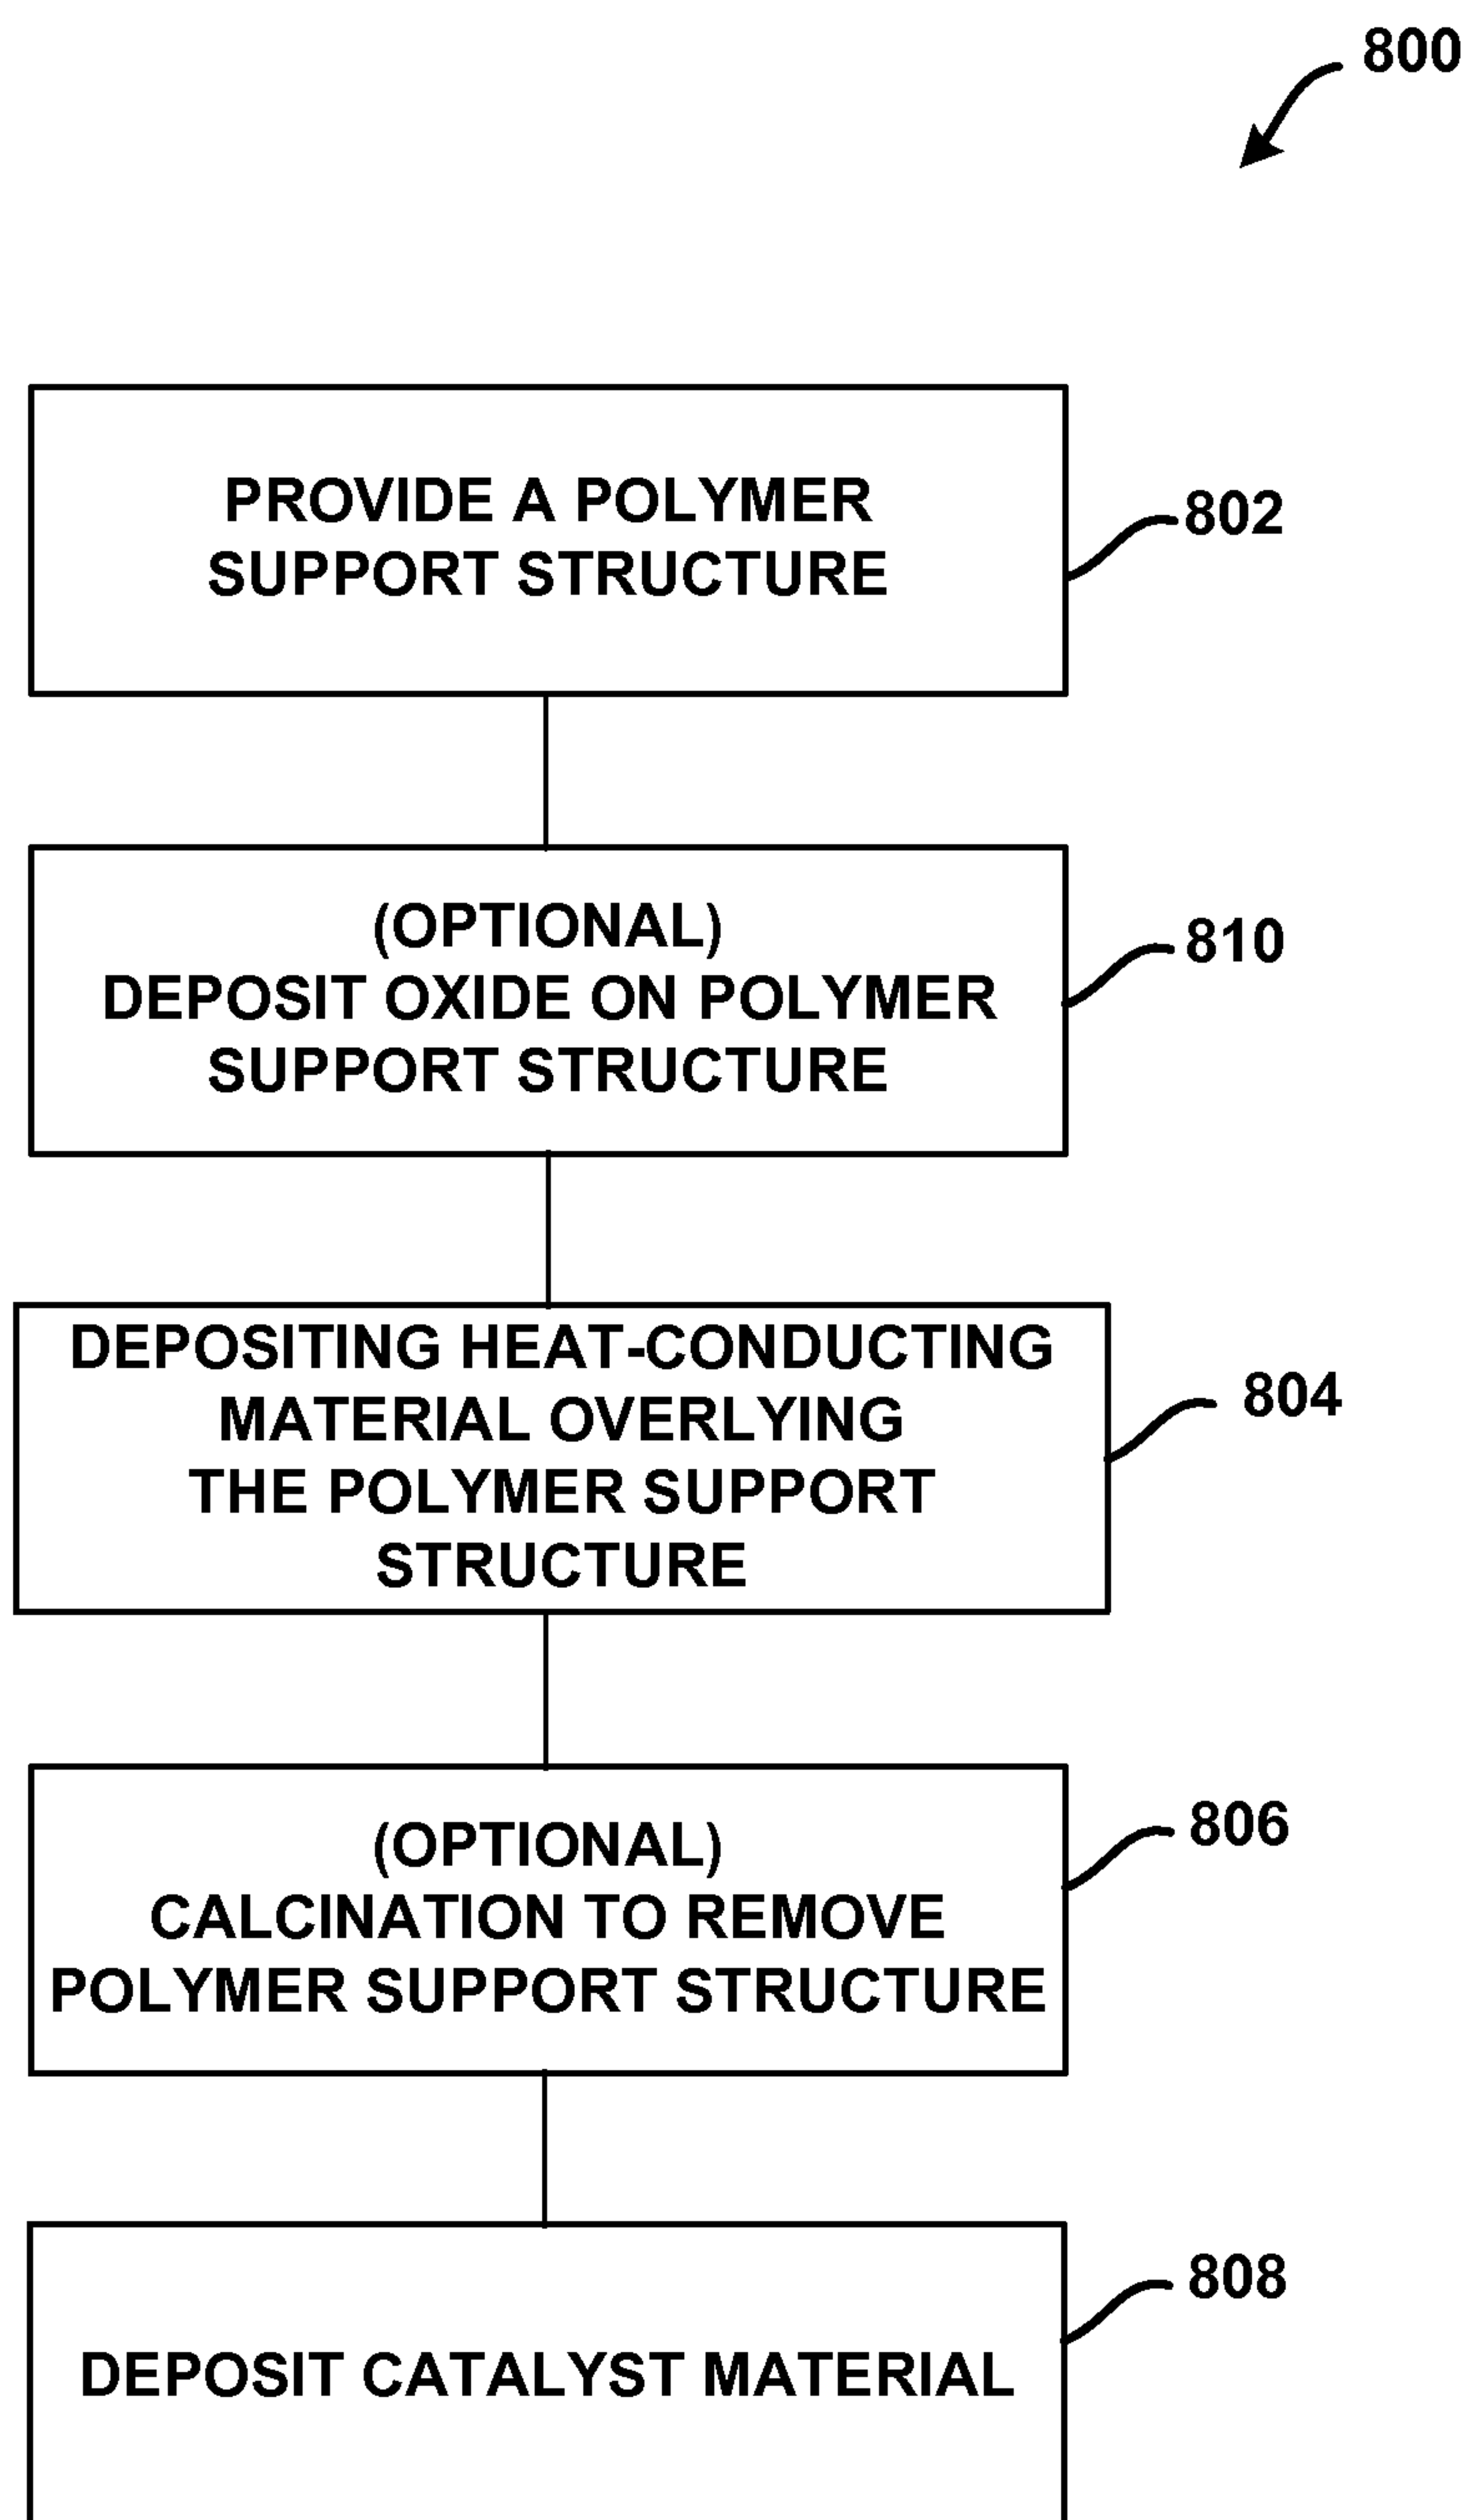 800
PROVIDE A POLYMER
SUPPORT STRUCTURE
802
(OPTIONAL)
DEPOSIT OXIDE ON POLYMER
SUPPORT STRUCTURE
810
DEPOSITING HEAT-CONDUCTING
MATERIAL OVERLYING
THE POLYMER SUPPORT
STRUCTURE
804
(OPTIONAL)
CALCINATION TO REMOVE
POLYMER SUPPORT STRUCTURE
806
DEPOSIT CATALYST MATERIAL
808